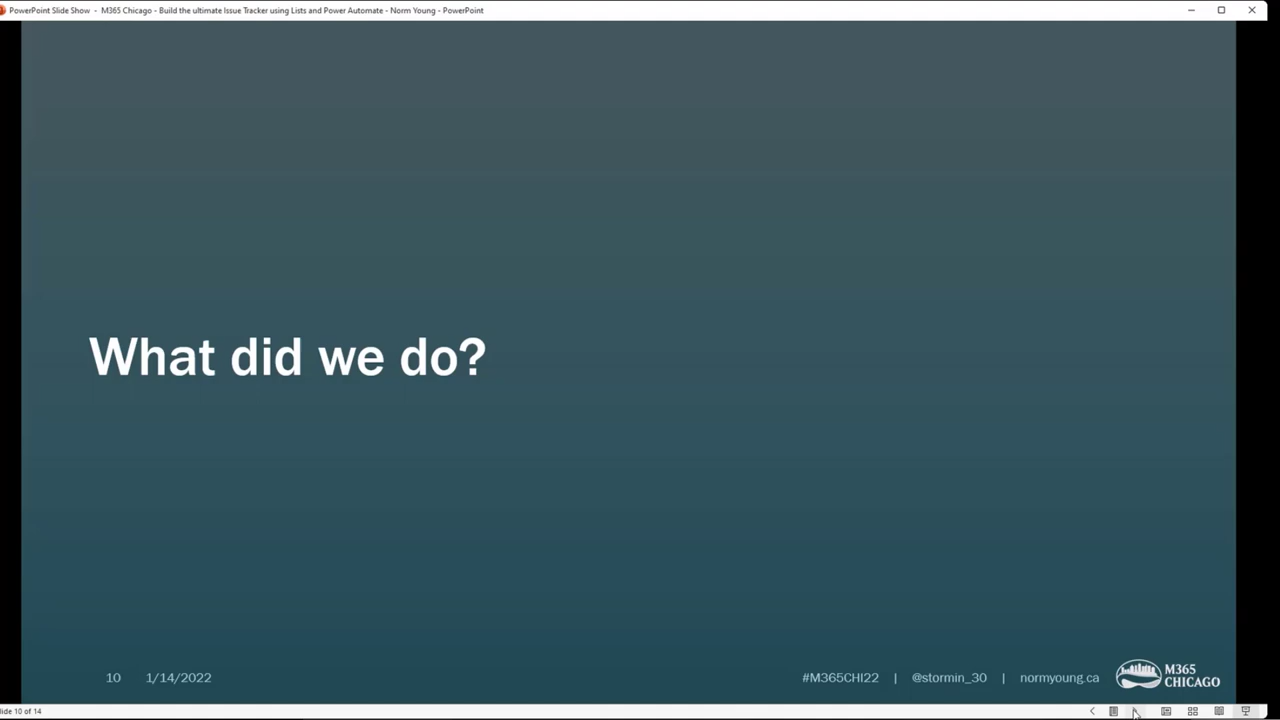 PowerPoint Slide Show - M365 Chicago - Build the ultimate Issue Tracker using Lists and Power Automate - Norm Young - PowerPoint
What did we do?
10 1/14/2022
#M365CHI22 | @stormin_30 | normyoung.ca
M365
CHICAGO
lide 10 of 14